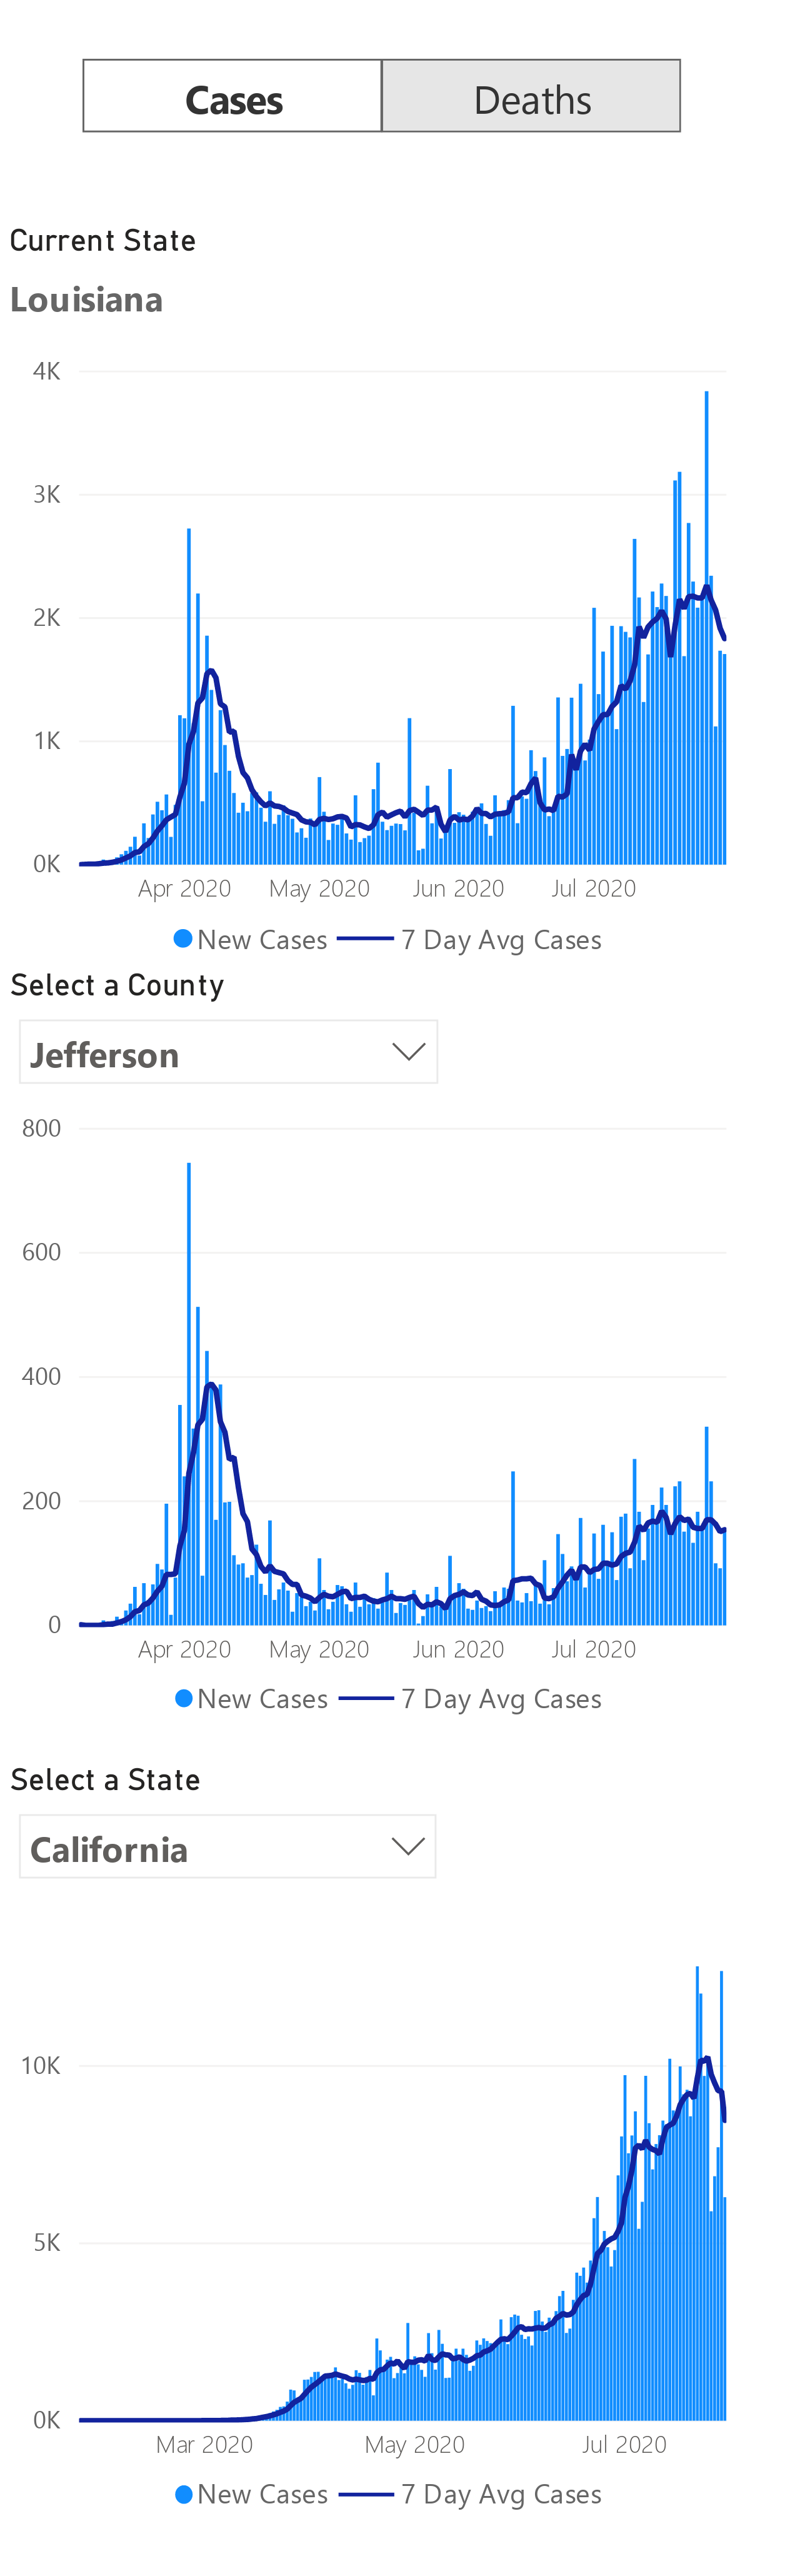 Cases Deaths
Current State
Louisiana
4K
3K
2K
1K
0K
Apr 2020 May 2020 Jun 2020 Jul 2020
New Cases 7 Day Avg Cases
Select a County
Jefferson
800
600
400
200
0
Apr 2020 May 2020 Jun 2020 Jul 2020
New Cases 7 Day Avg Cases
Select a State
California
10K
5K
0K
Mar 2020 May 2020 Jul 2020
New Cases 7 Day Avg Cases